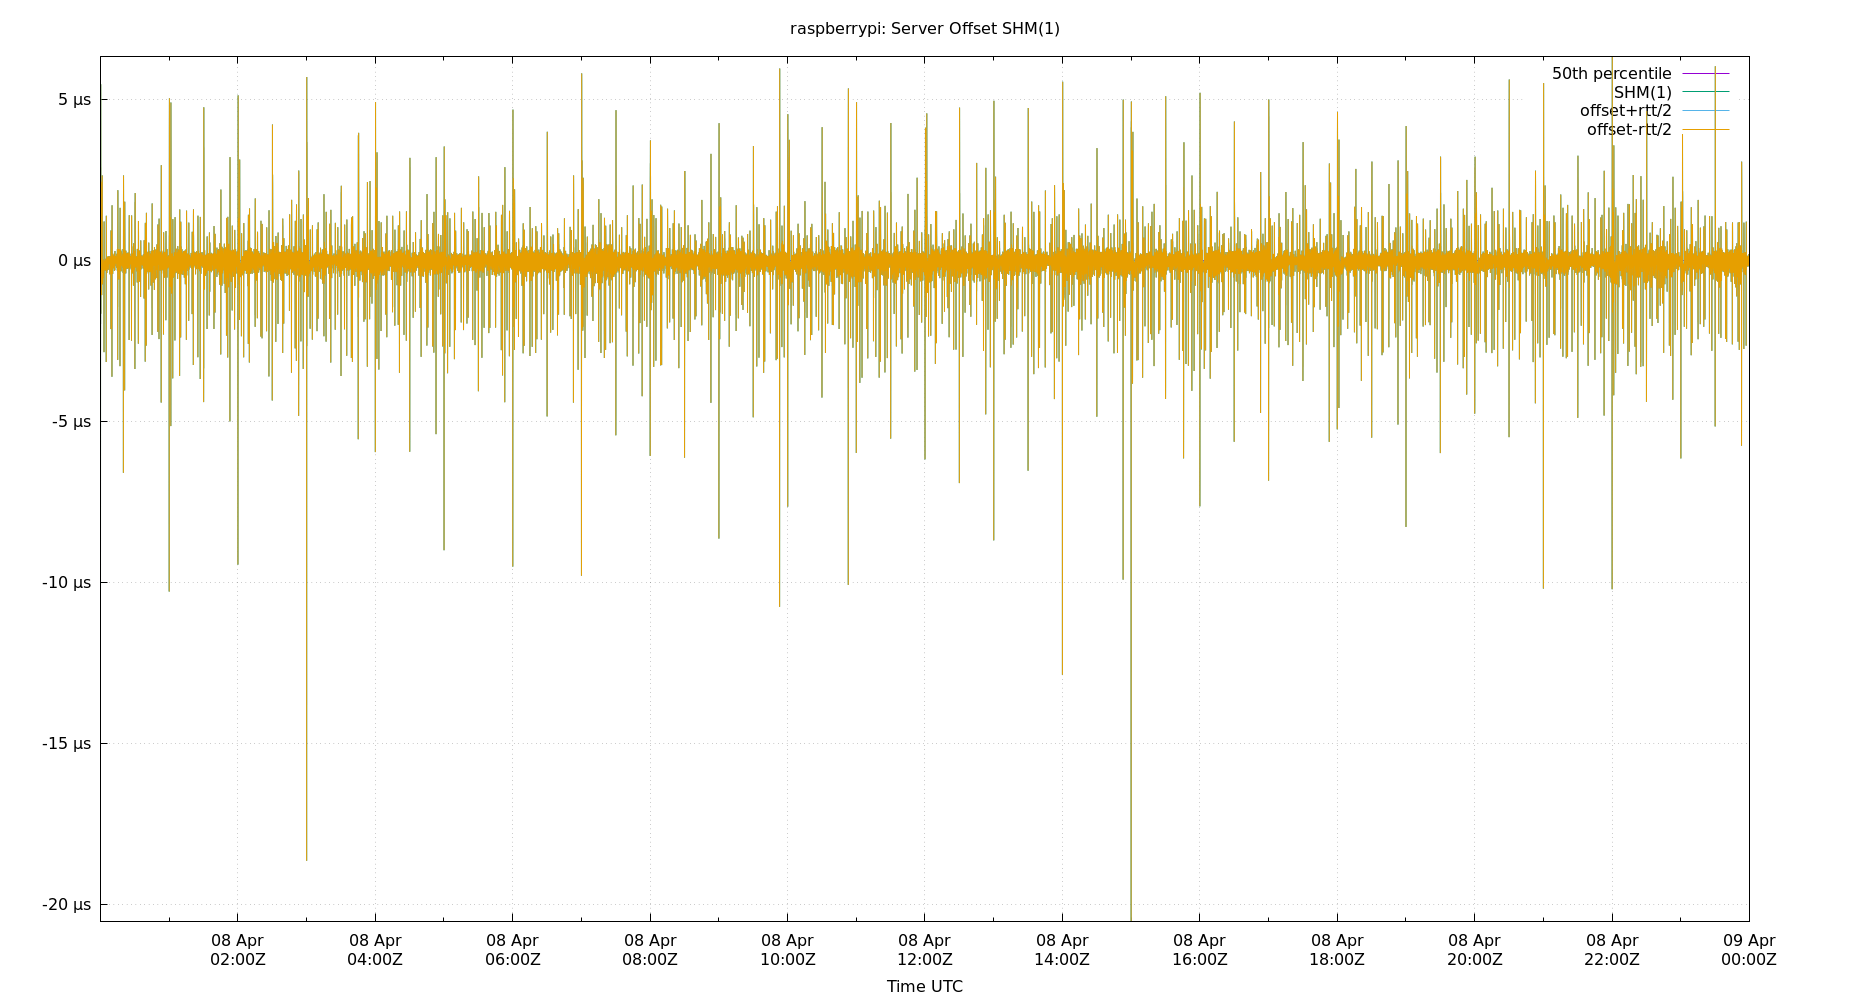 raspberrypi: Server Offset SHM(1)
50th percentile
SHM(1)
offset+rtt/2
offset-rtt/2
5 µs
0 µs
-5 µs
-10 µs
-15 µs
-20 µs
08 Apr 08 Apr 08 Apr 08 Apr 08 Apr 08 Apr 08 Apr 08 Apr 08 Apr 08 Apr 08 Apr 09 Apr
02:00Z 04:00Z 06:00Z 08:00Z 10:00Z 12:00Z 14:00Z 16:00Z 18:00Z 20:00Z 22:00Z 00:00Z
Time UTC